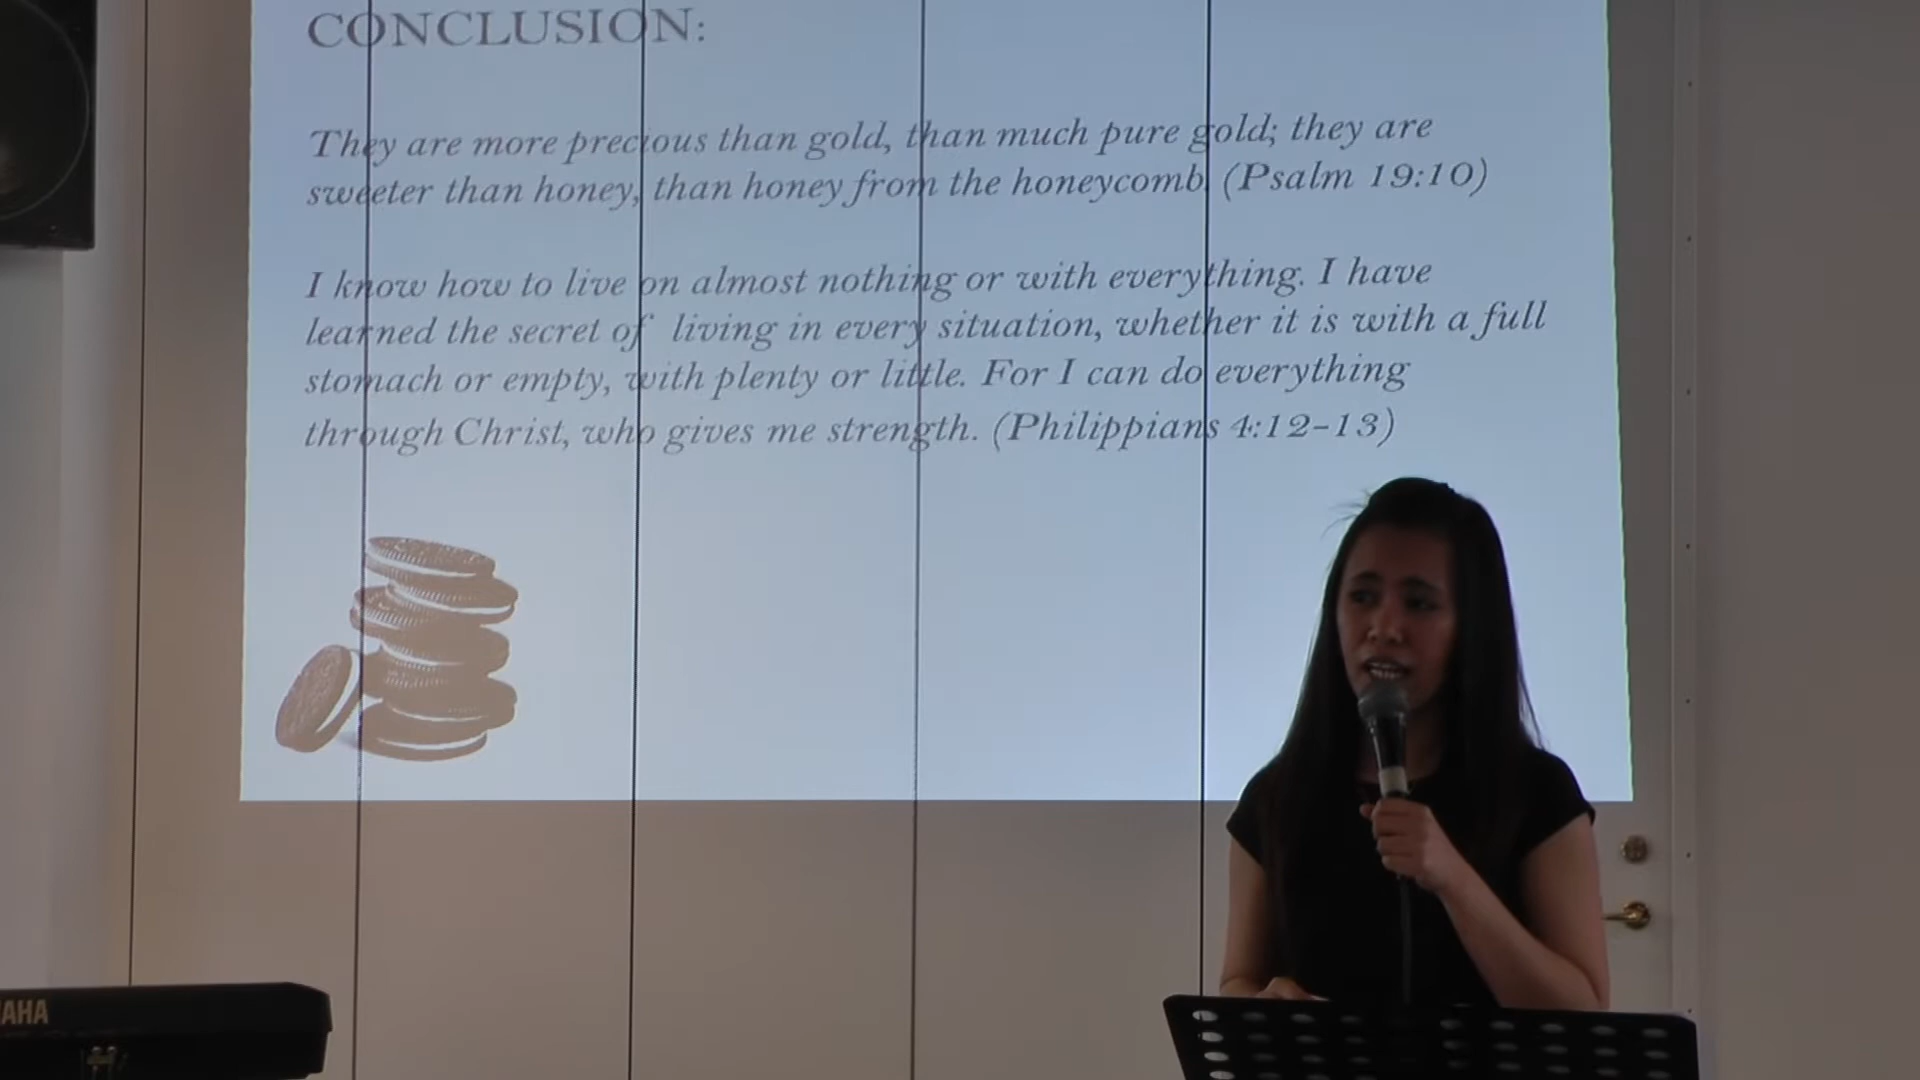 CONCLUSION:
They are more precious than gold, than much pure gold; they are
sweeter than honey, than honey from the honeycomb. (Psalm 19:10)
I know how to live on almost nothing or with everything. I have
learned the secret of living in every situation, whether it is with a full
stomach or empty, with plenty or little. For I can do everything
through Christ, who gives me strength. (Philippians 4:12-13)
AHA